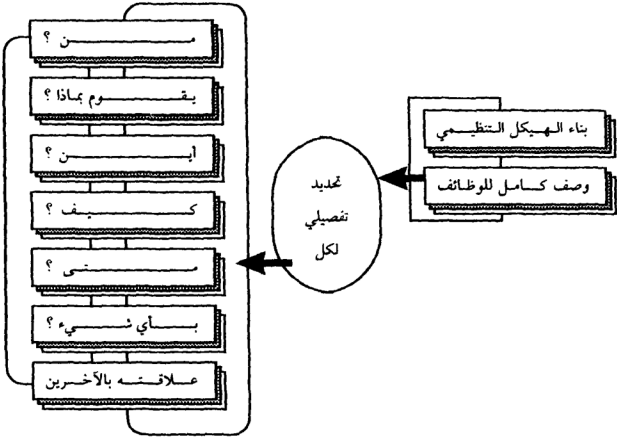 بناء الهيكل التنظيمي
وصف كامل للوظائف
تحديد
تفصيلي
لكل
من ؟
يقوم بماذا ؟
أين ؟
كيف ؟
متى ؟
بأي شيء ؟
علاقته بالآخرين